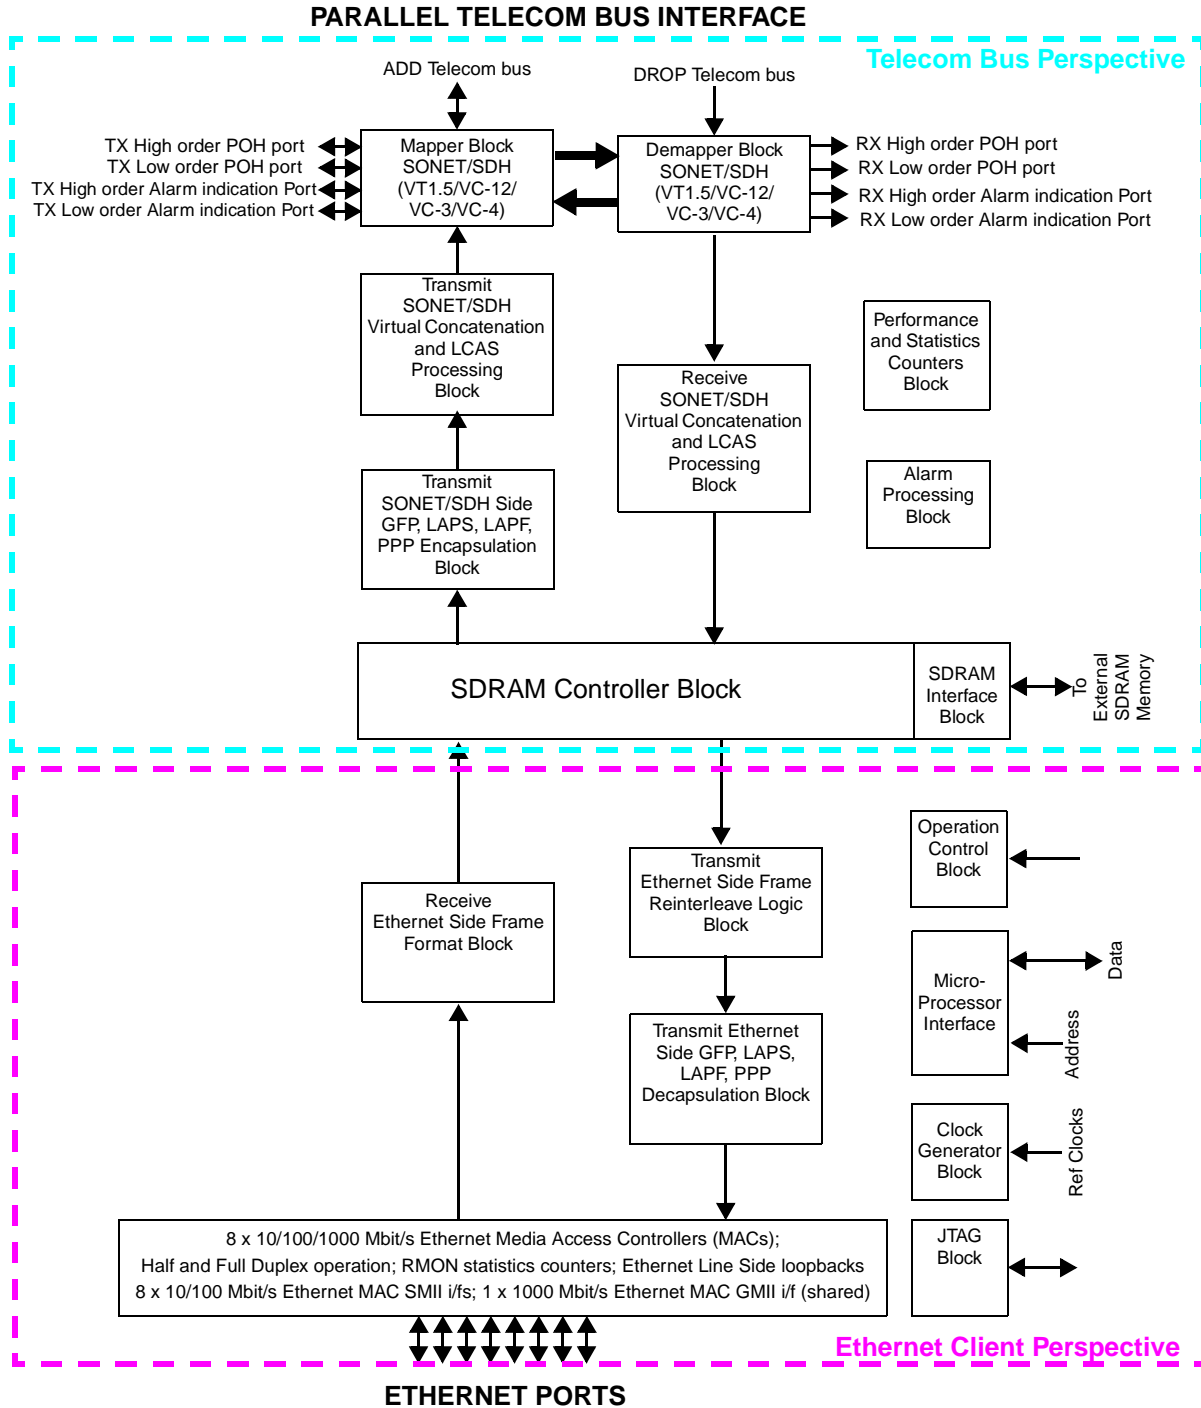 PARALLEL TELECOM BUS INTERFACE
Telecom Bus Perspective
ADD Telecom bus
DROP Telecom bus
TX High order POH port
TX Low order POH port
TX High order Alarm indication Port
TX Low order Alarm indication Port
Mapper Block
SONET/SDH
(VT1.5/VC-12/
VC-3/VC-4)
Demapper Block
SONET/SDH
(VT1.5/VC-12/
VC-3/VC-4)
RX High order POH port
RX Low order POH port
RX High order Alarm indication Port
RX Low order Alarm indication Port
Transmit
SONET/SDH
Virtual Concatenation
and LCAS
Processing
Block
Receive
SONET/SDH
Virtual Concatenation
and LCAS
Processing
Block
Performance
and Statistics
Counters
Block
Transmit
SONET/SDH Side
GFP, LAPS, LAPF,
PPP Encapsulation
Block
Alarm
Processing
Block
SDRAM Controller Block
SDRAM
Interface
Block
To
External
SDRAM
Memory
Receive
Ethernet Side Frame
Format Block
Transmit
Ethernet Side Frame
Reinterleave Logic
Block
Operation
Control
Block
Transmit Ethernet
Side GFP, LAPS,
LAPF, PPP
Decapsulation Block
Micro-
Processor
Interface
Data
Address
Clock
Generator
Block
Ref Clocks
8 x 10/100/1000 Mbit/s Ethernet Media Access Controllers (MACs);
Half and Full Duplex operation; RMON statistics counters; Ethernet Line Side loopbacks
8 x 10/100 Mbit/s Ethernet MAC SMII i/fs; 1 x 1000 Mbit/s Ethernet MAC GMII i/f (shared)
JTAG
Block
Ethernet Client Perspective
ETHERNET PORTS